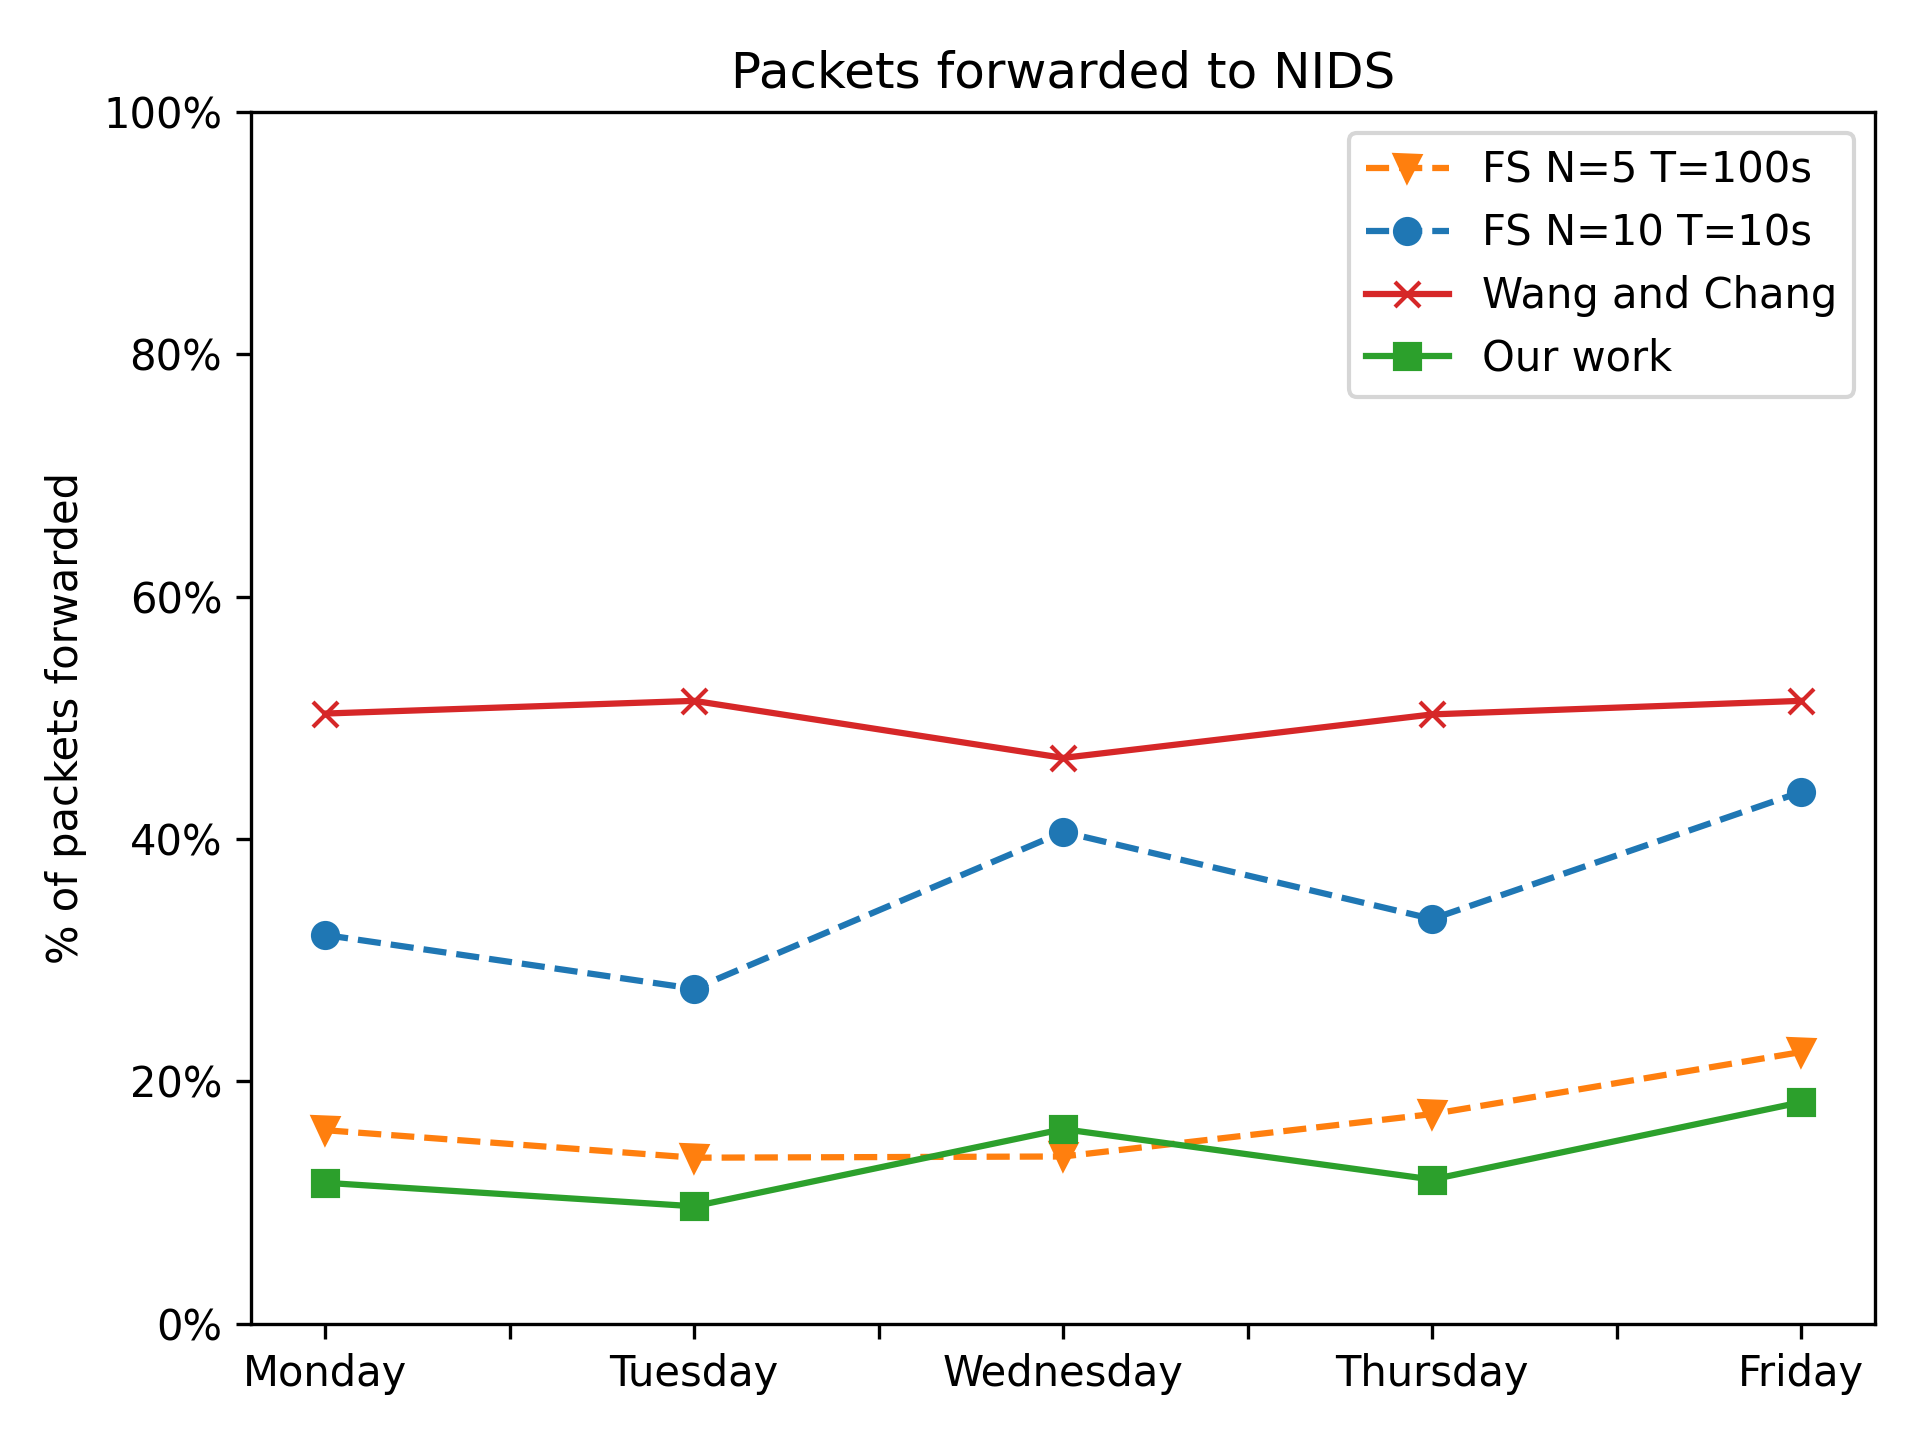 Packets forwarded to NIDS
100%
80%
60%
40%
20%
0%
% of packets forwarded
FS N=5 T=100s
FS N=10 T=10s
Wang and Chang
Our work
Monday Tuesday Wednesday Thursday Friday